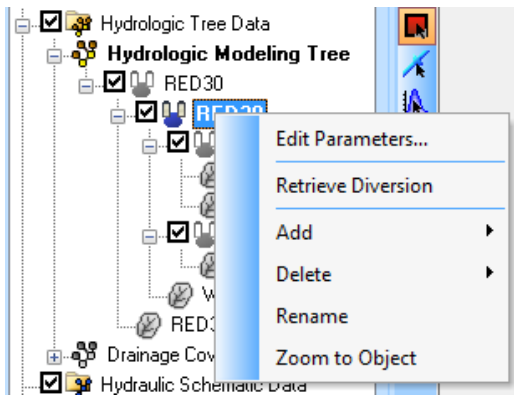 Hydrologic Tree Data
Hydrologic Modeling Tree
RED30
Edit Parameters...
Retrieve Diversion
Add
Delete
Rename
Zoom to Object
W
Drainage Cov
Hydraulic Schematic Data